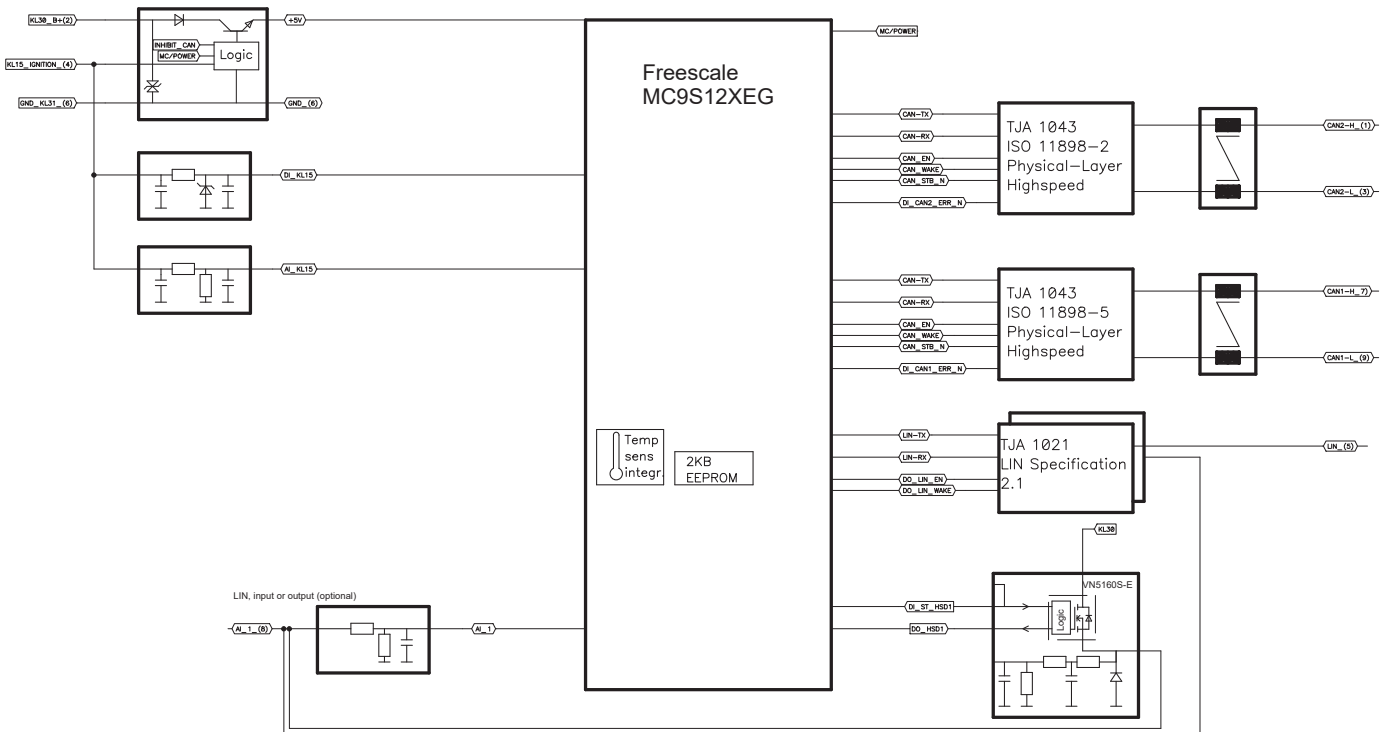 KL30_B+(2)
+5V
INHIBIT_CAN
MC/POWER
Logic
KL15_IGNITION_(4)
GND_KL31_(6)
GND_(6)
DI_KL15
AI_KL15
Freescale
MC9S12XEG
MC/POWER
CAN-TX
CAN-RX
CAN_EN
CAN_WAKE
CAN_STB_N
DI_CAN2_ERR_N
TJA 1043
ISO 11898-2
Physical-Layer
Highspeed
CAN2-H_(1)
CAN2-L_(3)
CAN-TX
CAN-RX
CAN_EN
CAN_WAKE
CAN_STB_N
DI_CAN1_ERR_N
TJA 1043
ISO 11898-5
Physical-Layer
Highspeed
CAN1-H_7)
CAN1-L_(9)
Temp
sens
integr.
2KB
EEPROM
LIN-TX
LIN-RX
DO_LIN_EN
DO_LIN_WAKE
TJA 1021
LIN Specification
2.1
LIN_(5)
KL30
VN5160S-E
Logic
DI_ST_HSD1
DO_HSD1
LIN, input or output (optional)
AI_1_(8)
AI_1